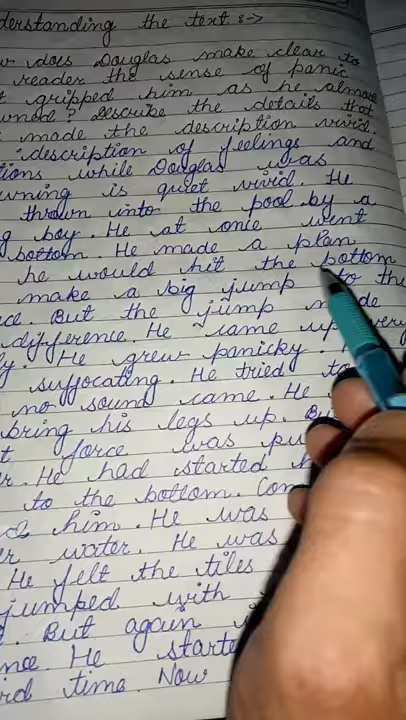 derstanding the text :->
does Douglas make clear to
reader the sense of panic
gripped him as he almost
? Describe the details that
made the description vivid.
description of feelings and
while Douglas was
is quiet vivid. He
thrown into the pool by a
boy. He at once went
bottom. He made a plan
he would hit the bottom
make a big jump to the
But the jump made
difference. He came up very
He grew panicky.
suffocating. He tried to
no sound came. He
bring his legs up. Bu
force was pu
He had started
to the bottom.
him. He was
water. He was
He felt the tiles
jumped with
But again
He starte
time. Now